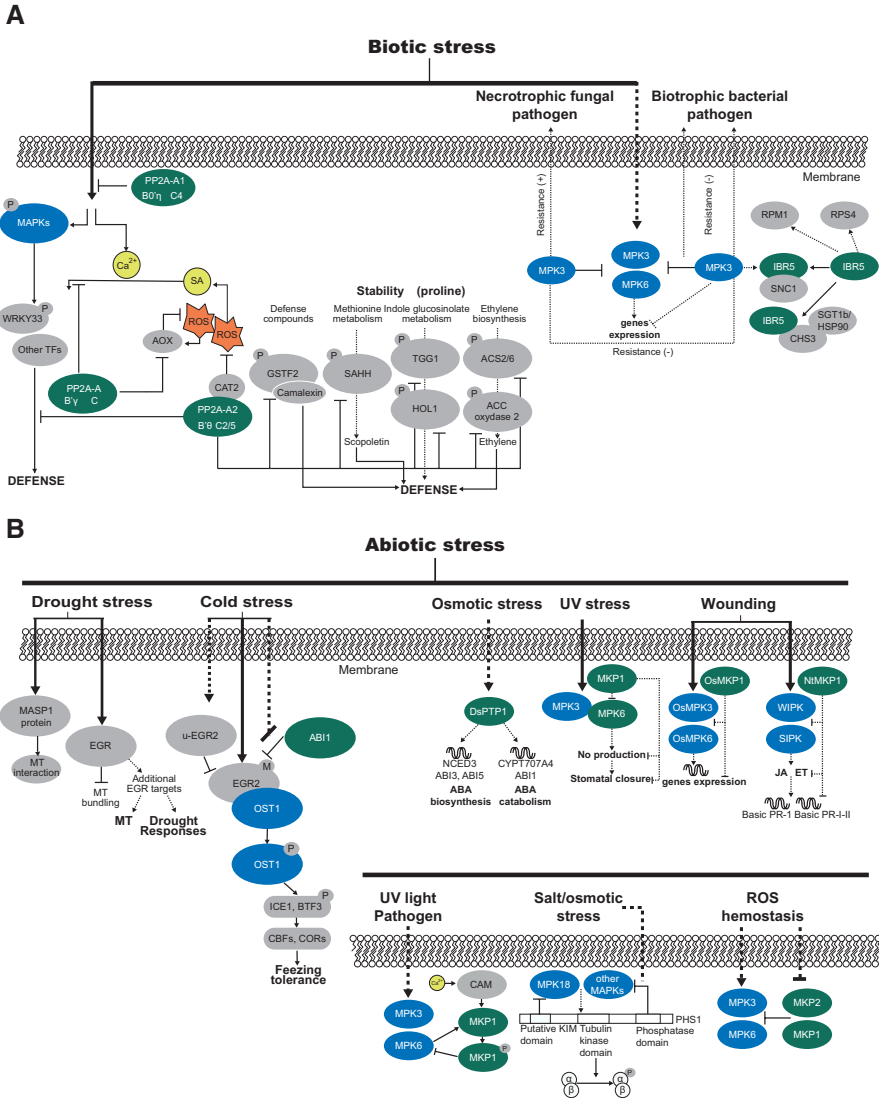 A
Biotic stress
Necrotrophic fungal
pathogen
Biotrophic bacterial
pathogen
Membrane
PP2A-A1
B0'η C4
P
MAPKs
Ca2+
SA
Resistance (+)
Resistance (-)
RPM1
RPS4
MPK3
MPK3
MPK6
MPK3
IBR5
SNC1
IBR5
IBR5
SGT1b/
HSP90
CHS3
genes
expression
Resistance (-)
WRKY33
P
Other TFs
AOX
ROS
ROS
Stability (proline)
Defense
compounds
Methionine
metabolism
Indole glucosinolate
metabolism
Ethylene
biosynthesis
P
GSTF2
Camalexin
P
SAHH
P
TGG1
P
HOL1
P
ACS2/6
P
ACC
oxydase 2
PP2A-A
B'γ C
CAT2
PP2A-A2
B'θ C2/5
Scopoletin
Ethylene
DEFENSE
DEFENSE
B
Abiotic stress
Drought stress
Cold stress
Osmotic stress
UV stress
Wounding
Membrane
MASP1
protein
MT
interaction
EGR
MT
bundling
Additional
EGR targets
MT
Drought
Responses
u-EGR2
ABI1
M
EGR2
OST1
OST1
P
ICE1, BTF3
P
CBFs, CORs
Freezing
tolerance
DsPTP1
NCED3
ABI3, ABI5
ABA
biosynthesis
CYPT707A4
ABI1
ABA
catabolism
MKP1
MPK3
MPK6
No production
Stomatal closure
OsMKP1
OsMPK3
OsMPK6
genes expression
NtMKP1
WIPK
SIPK
JA ET
Basic PR-1 Basic PR-I-II
UV light
Pathogen
Salt/osmotic
stress
ROS
hemostasis
Ca2+
CAM
MPK3
MPK6
MKP1
MKP1
P
MPK18
other
MAPKs
PHS1
Putative KIM
domain
Tubulin
kinase
domain
Phosphatase
domain
α
β
α
β
P
MPK3
MPK6
MKP2
MKP1